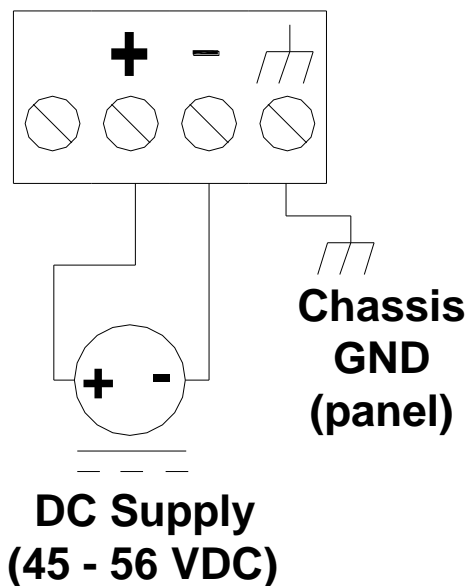 + -
+ -
Chassis
GND
(panel)
DC Supply
(45 - 56 VDC)